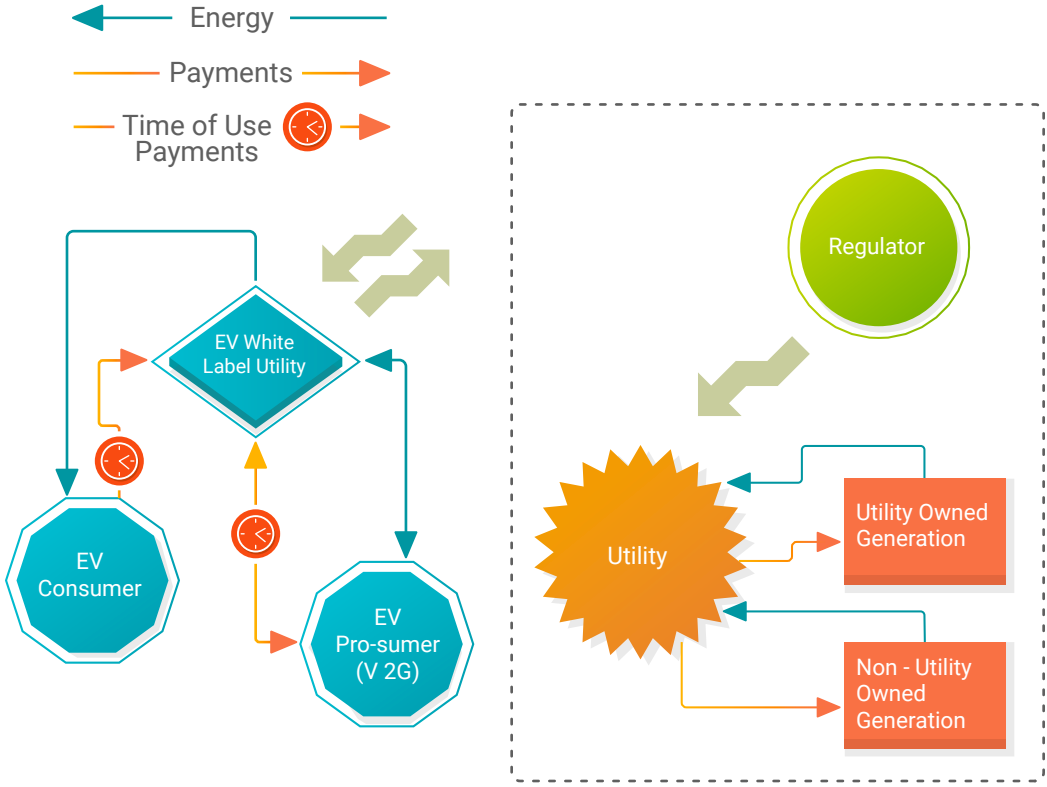 Energy
Payments
Time of Use
Payments
Regulator
EV White
Label Utility
EV
Consumer
EV
Pro-sumer
(V 2G)
Utility
Utility Owned
Generation
Non - Utility
Owned
Generation